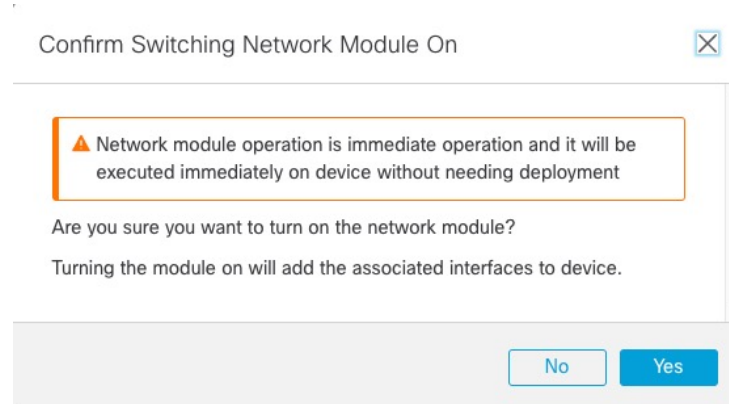 Confirm Switching Network Module On
Network module operation is immediate operation and it will be
executed immediately on device without needing deployment
Are you sure you want to turn on the network module?
Turning the module on will add the associated interfaces to device.
No
Yes